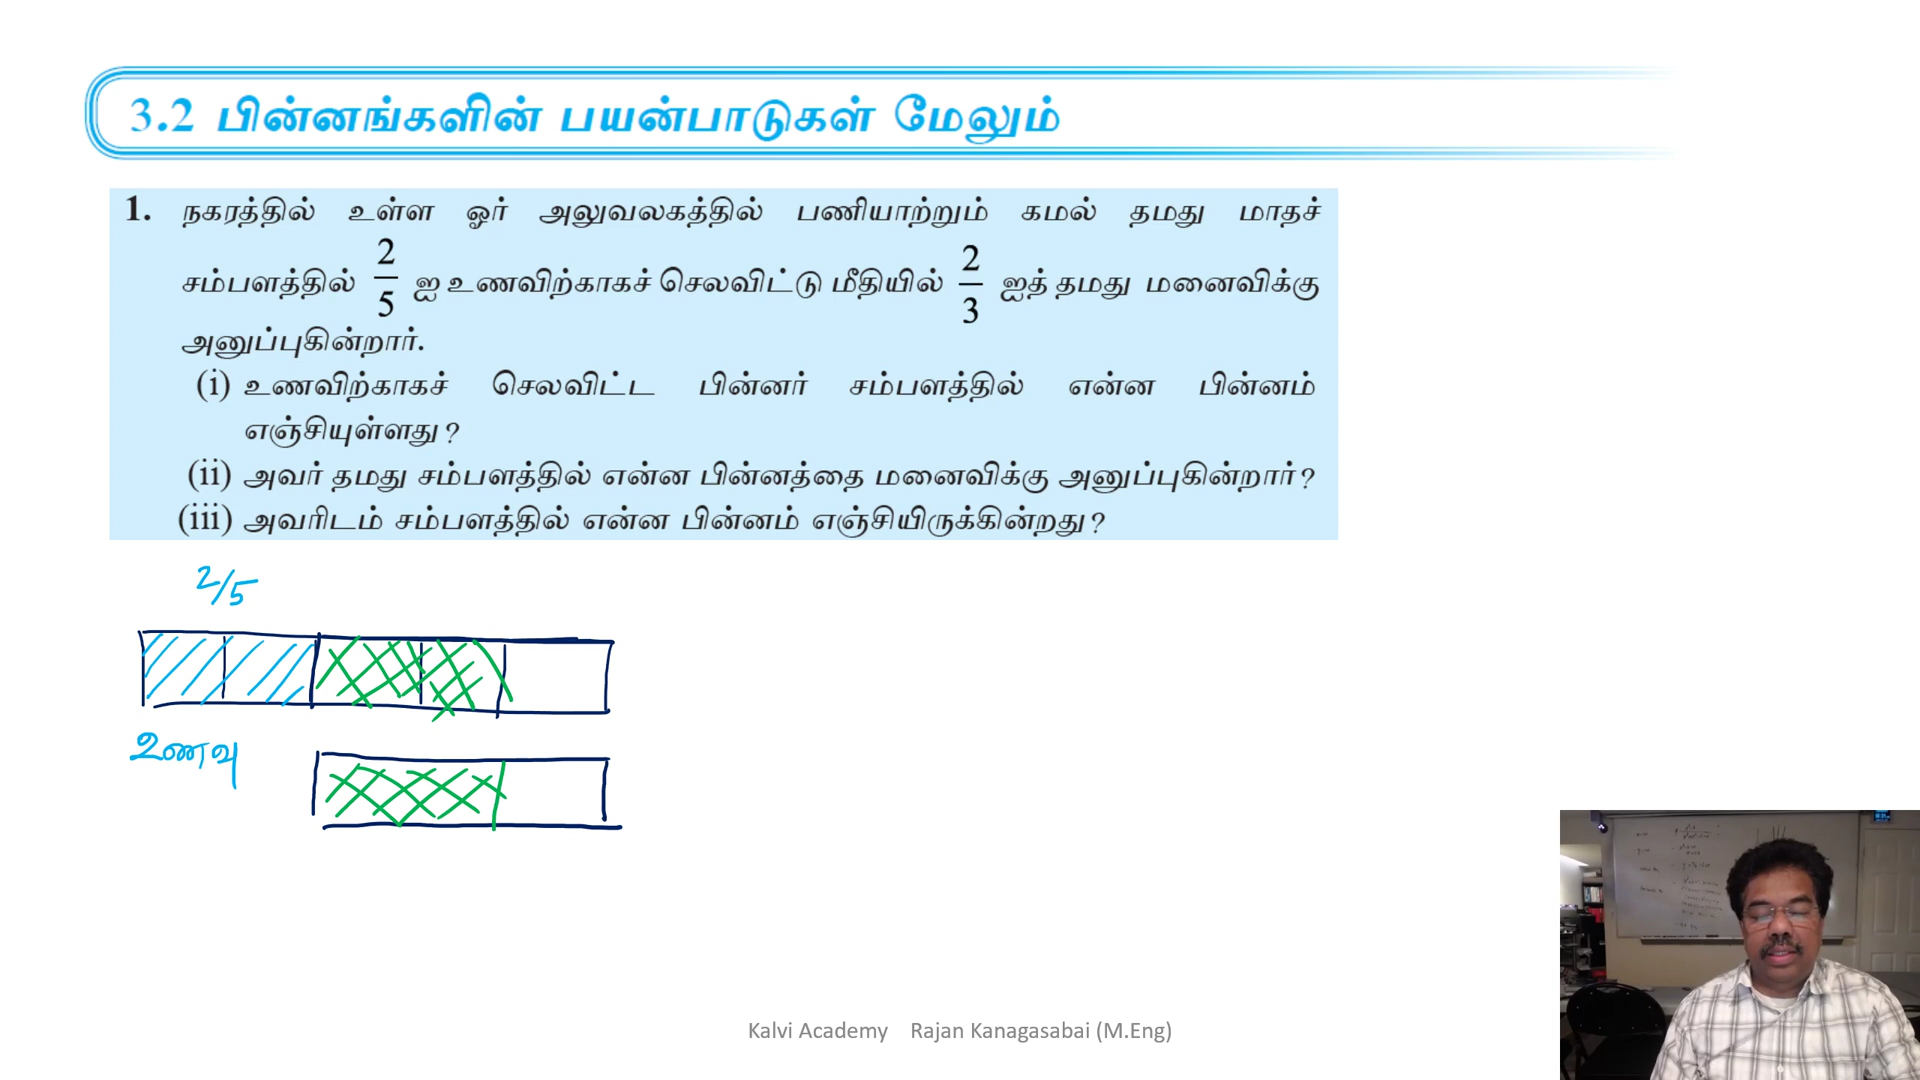 3.2 பின்னங்களின் பயன்பாடுகள் மேலும்
1. நகரத்தில் உள்ள ஓர் அலுவலகத்தில் பணியாற்றும் கமல் தமது மாதச்
சம்பளத்தில் 2/5 ஐ உணவிற்காகச் செலவிட்டு மீதியில் 2/3 ஐத் தமது மனைவிக்கு
அனுப்புகின்றார்.
(i) உணவிற்காகச் செலவிட்ட பின்னர் சம்பளத்தில் என்ன பின்னம்
எஞ்சியுள்ளது?
(ii) அவர் தமது சம்பளத்தில் என்ன பின்னத்தை மனைவிக்கு அனுப்புகின்றார்?
(iii) அவரிடம் சம்பளத்தில் என்ன பின்னம் எஞ்சியிருக்கின்றது?
2/5
உணவு
Kalvi Academy Rajan Kanagasabai (M.Eng)